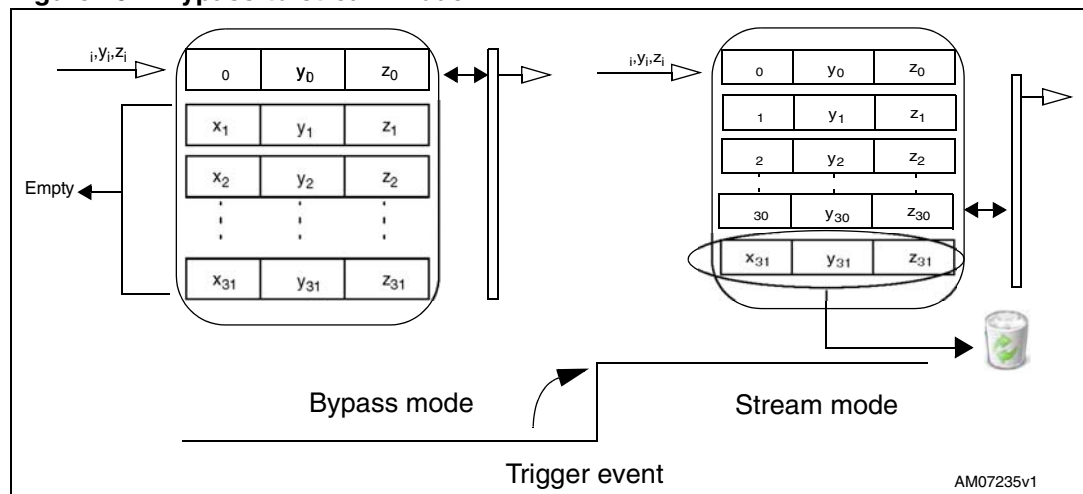 Figure Bypass-to-stream mode
i,yi,zi
0 y0 z0
x1 y1 z1
x2 y2 z2
x31 y31 z31
Empty
Bypass mode
i,yi,zi
0 y0 z0
1 y1 z1
2 y2 z2
30 y30 z30
x31 y31 z31
Stream mode
Trigger event
AM07235v1